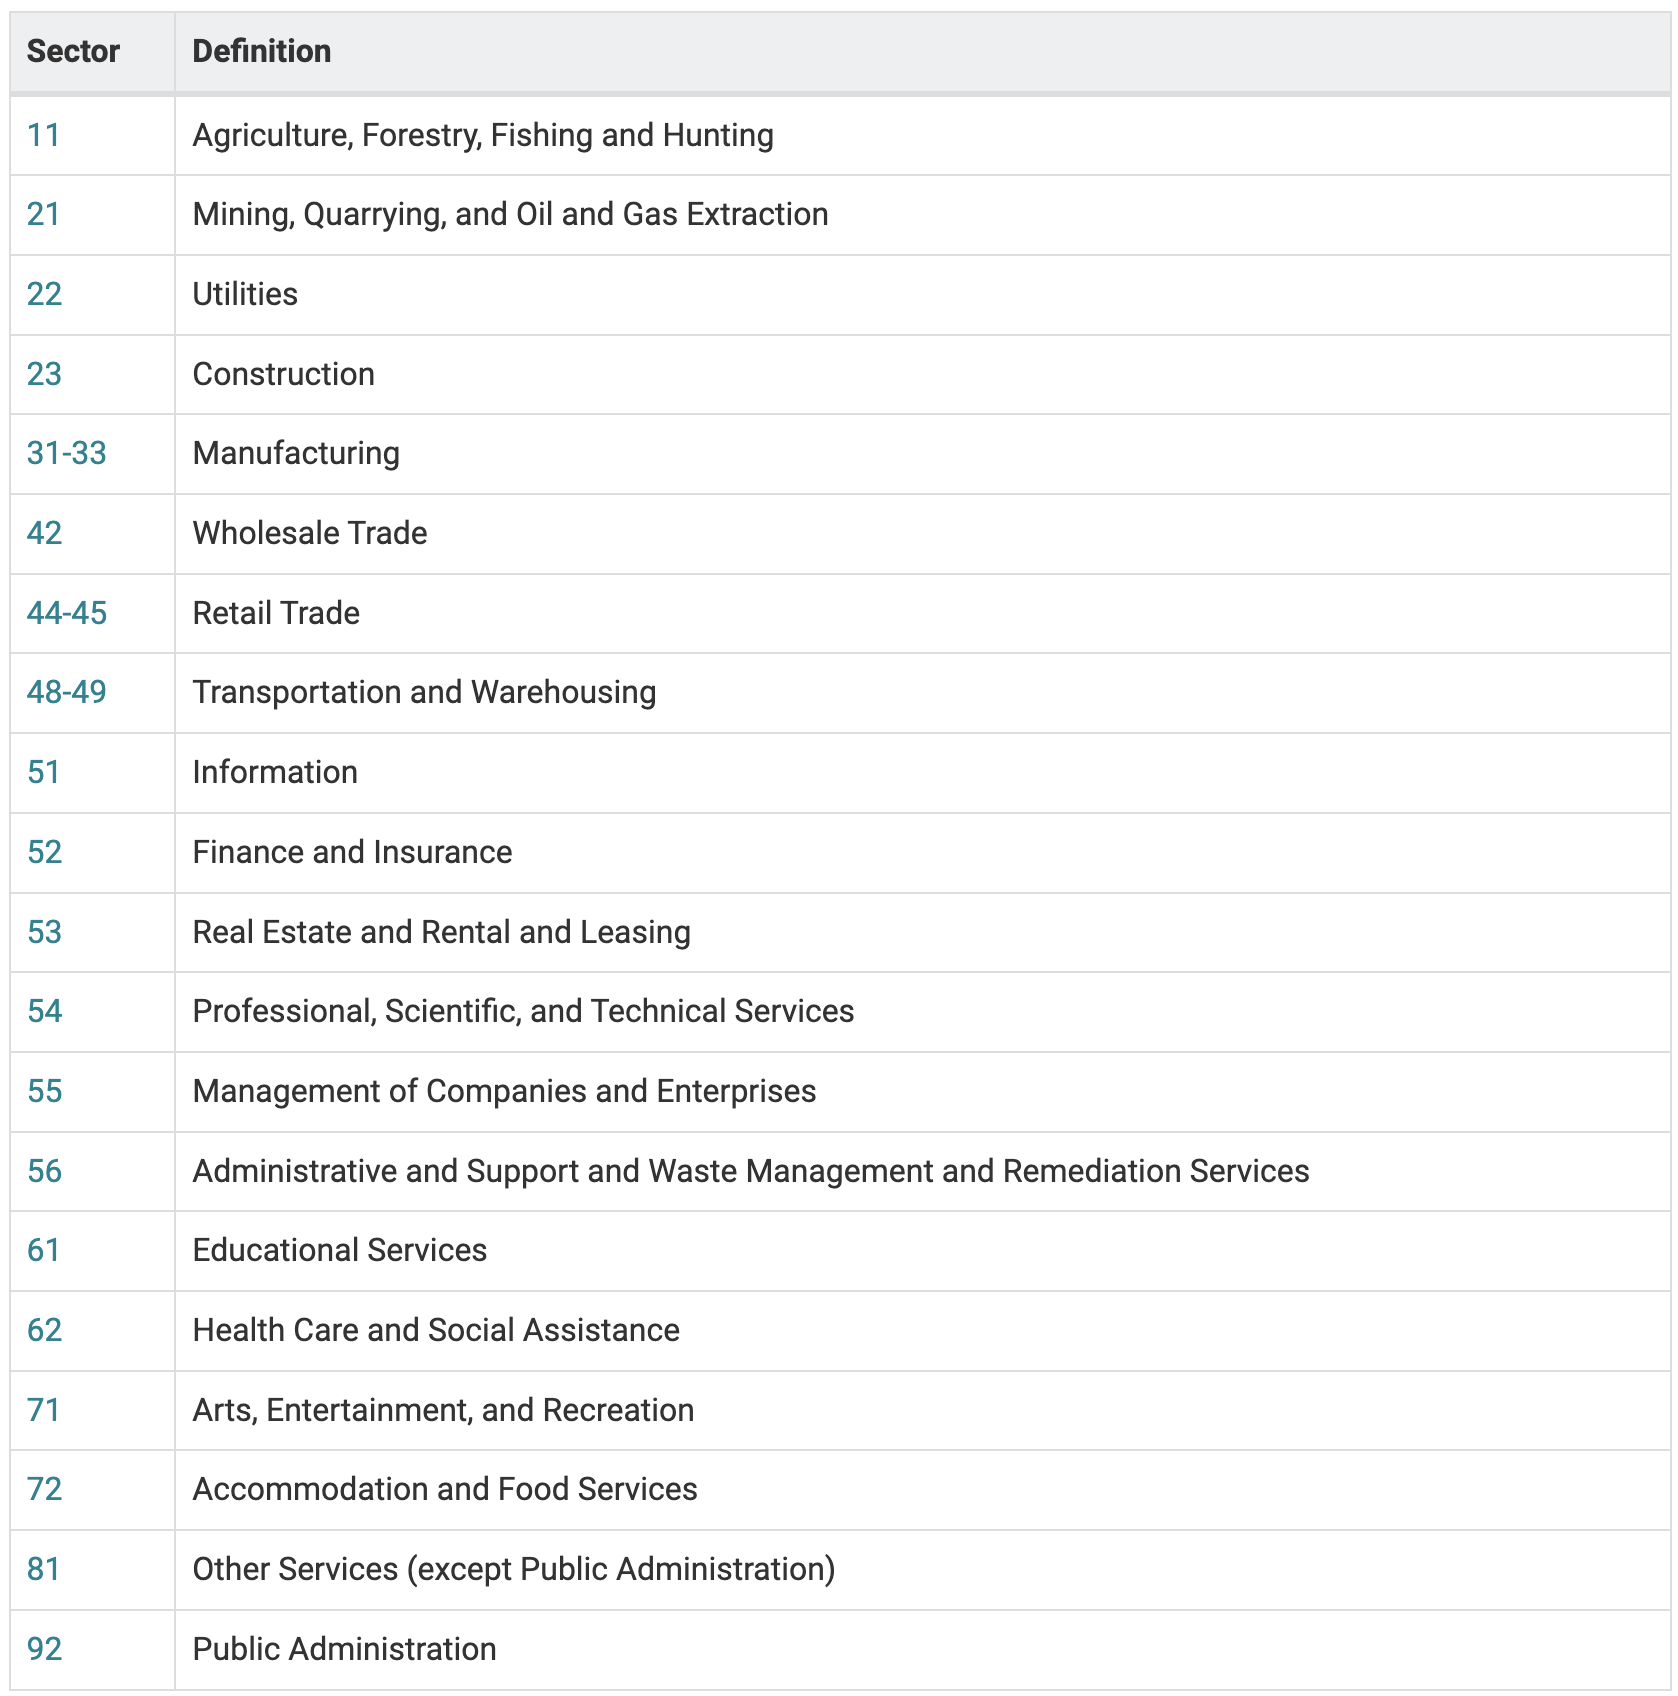 Sector Definition
11 Agriculture, Forestry, Fishing and Hunting
21 Mining, Quarrying, and Oil and Gas Extraction
22 Utilities
23 Construction
31-33 Manufacturing
42 Wholesale Trade
44-45 Retail Trade
48-49 Transportation and Warehousing
51 Information
52 Finance and Insurance
53 Real Estate and Rental and Leasing
54 Professional, Scientific, and Technical Services
55 Management of Companies and Enterprises
56 Administrative and Support and Waste Management and Remediation Services
61 Educational Services
62 Health Care and Social Assistance
71 Arts, Entertainment, and Recreation
72 Accommodation and Food Services
81 Other Services (except Public Administration)
92 Public Administration